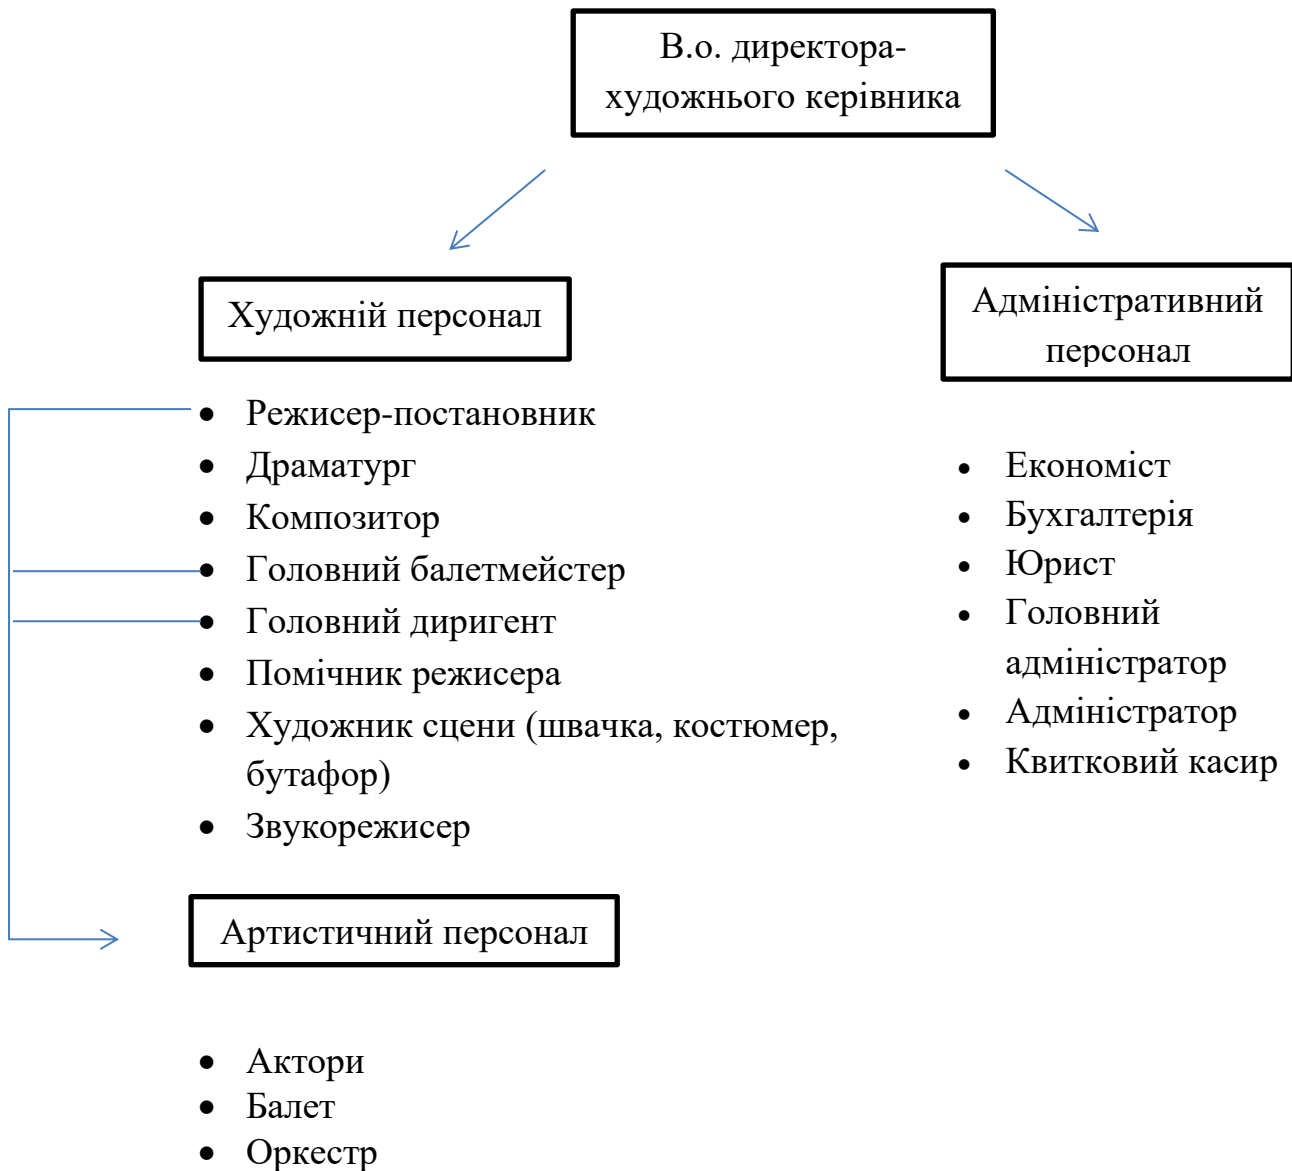 В.о. директора-
художнього керівника
Художній персонал
• Режисер-постановник
• Драматург
• Композитор
• Головний балетмейстер
• Головний диригент
• Помічник режисера
• Художник сцени (швачка, костюмер,
бутафор)
• Звукорежисер
Адміністративний
персонал
• Економіст
• Бухгалтерія
• Юрист
• Головний
адміністратор
• Адміністратор
• Квитковий касир
Артистичний персонал
• Актори
• Балет
• Оркестр